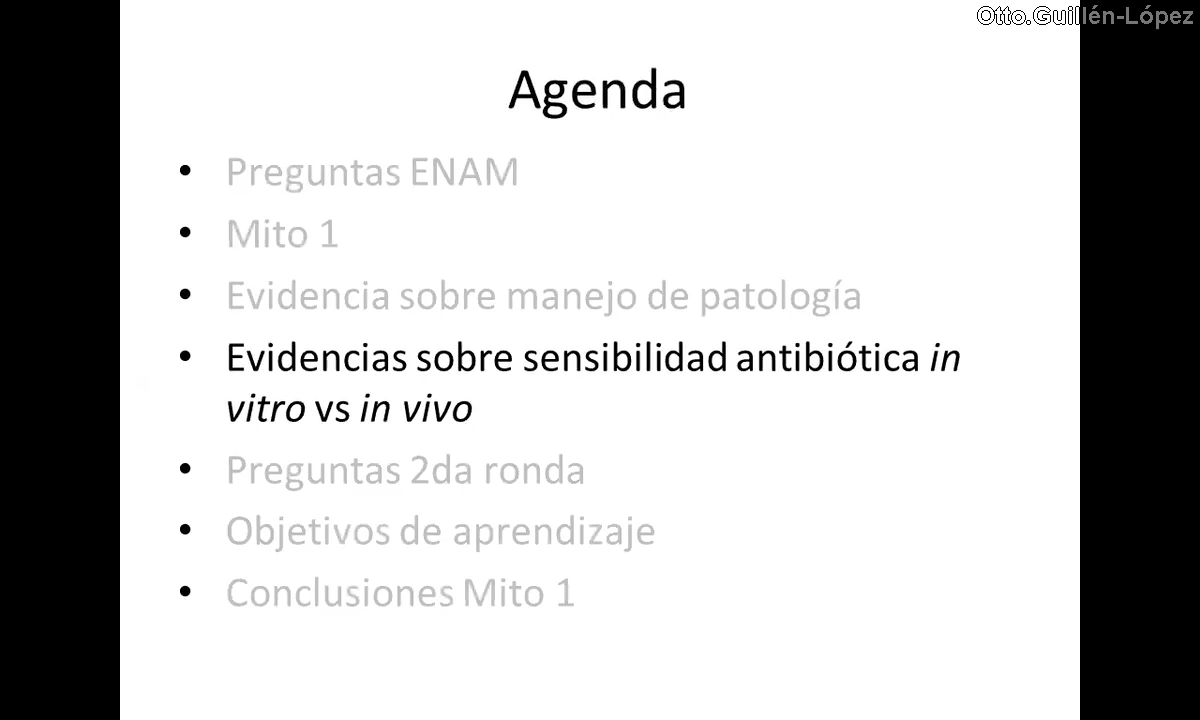 Otto.Guillén-López
Agenda
• Preguntas ENAM
• Mito 1
• Evidencia sobre manejo de patología
• Evidencias sobre sensibilidad antibiótica in
vitro vs in vivo
• Preguntas 2da ronda
• Objetivos de aprendizaje
• Conclusiones Mito 1